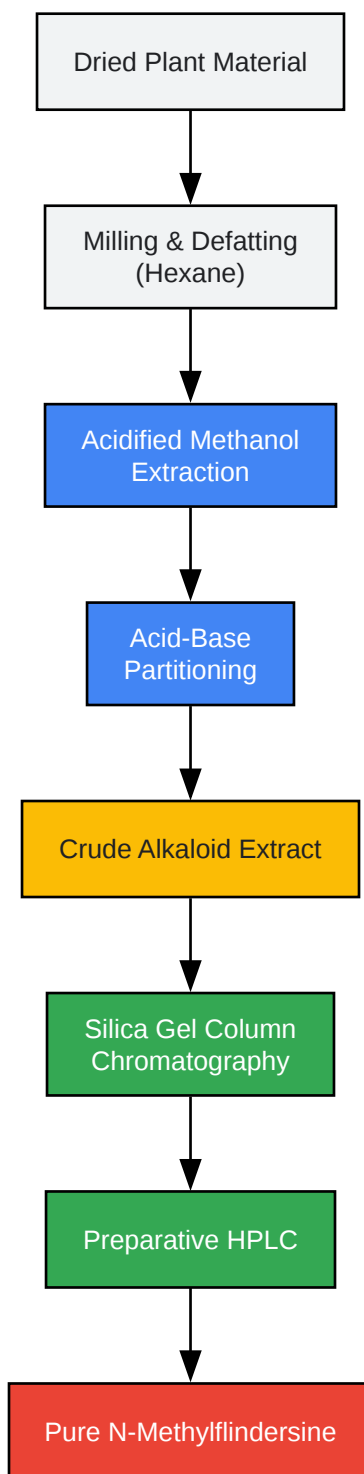 Dried Plant Material
Milling & Defatting
(Hexane)
Acidified Methanol
Extraction
Acid-Base
Partitioning
Crude Alkaloid Extract
Silica Gel Column
Chromatography
Preparative HPLC
Pure N-Methylflindersine